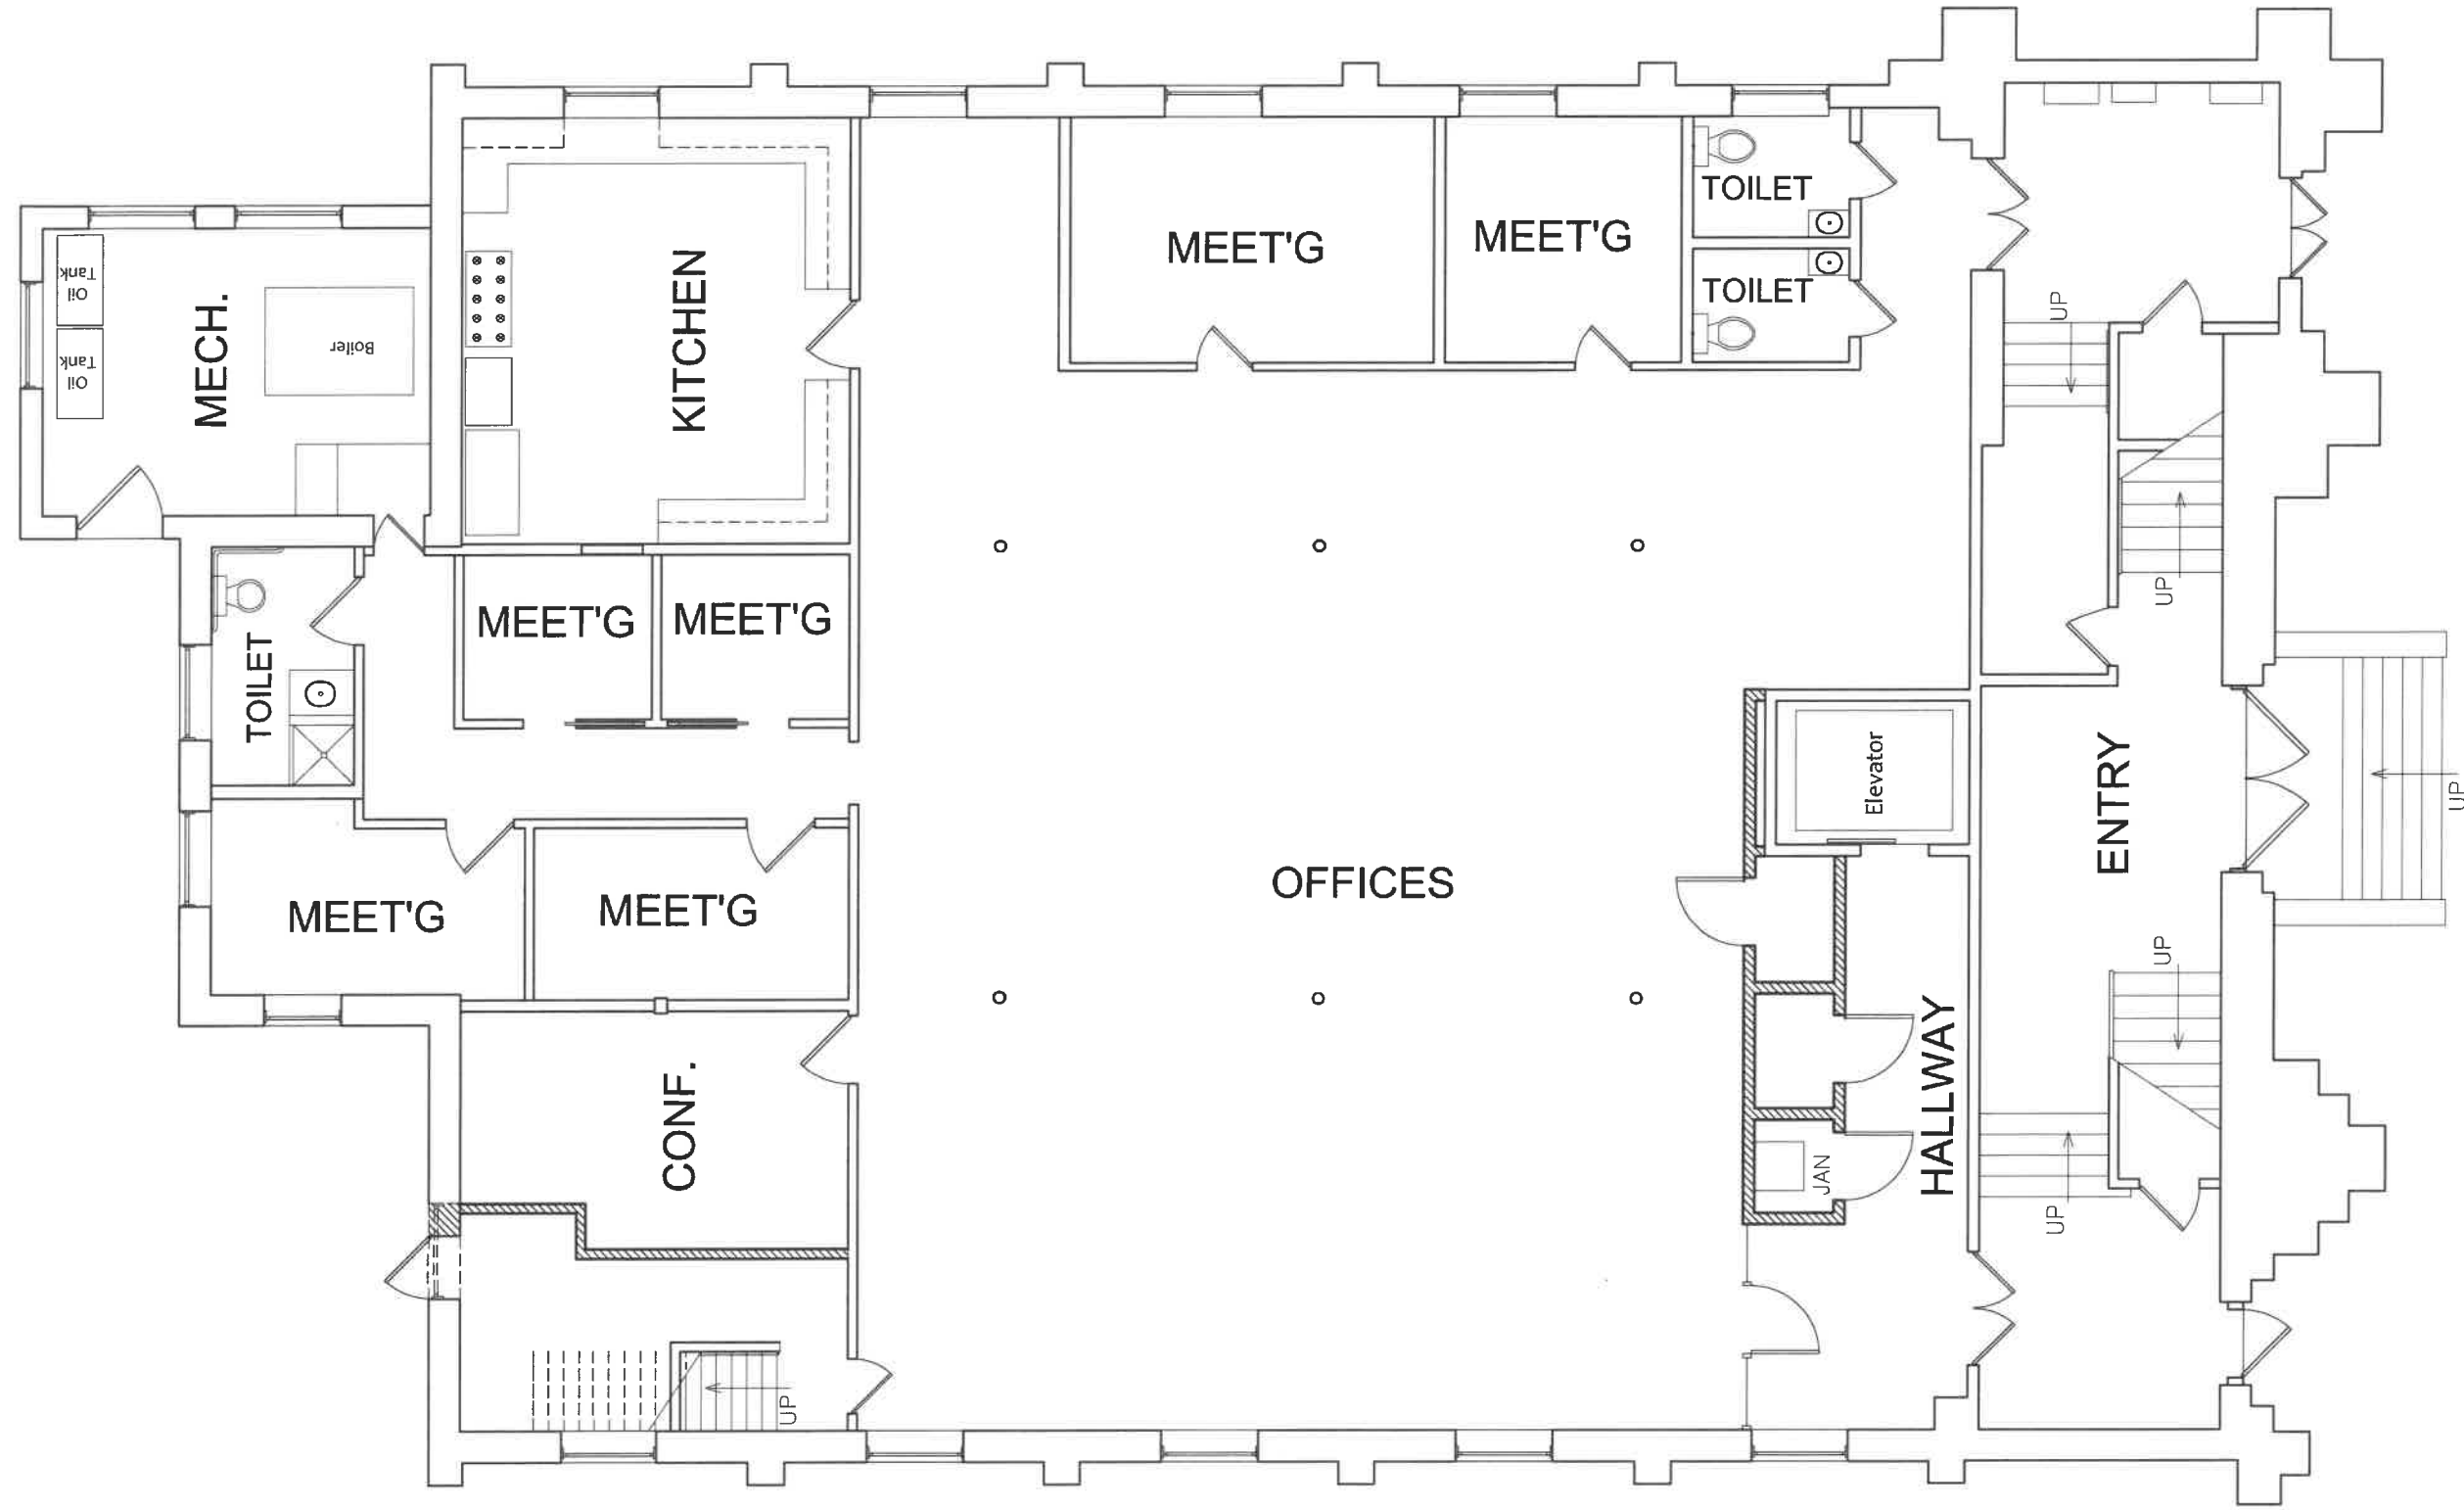 TOILET
MEET'G
MEET'G
TOILET
Oil
Tank
Oil
Tank
MECH.
Boiler
KITCHEN
UP
UP
MEET'G
MEET'G
TOILET
Elevator
ENTRY
UP
OFFICES
MEET'G
MEET'G
UP
HALLWAY
CONF.
JAN
UP
UP